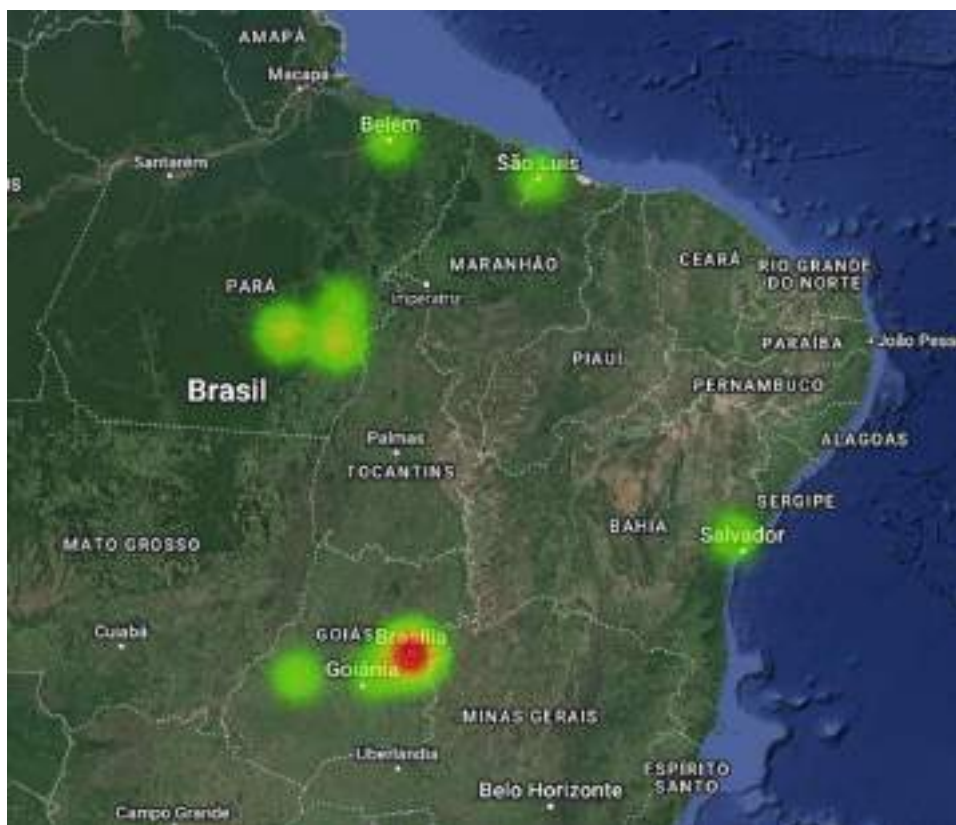 AMAPÁ
Macapá
Belém
Santarém
São Luís
IS
MARANHÃO
CEARÁ
RIO GRANDE
DO NORTE
PARÁ
Imperatriz
PARAÍBA
João Pess
PIAUÍ
Brasil
PERNAMBUCO
Palmas
ALAGOAS
TOCANTINS
SERGIPE
BAHIA
Salvador
MATO GROSSO
Cuiabá
GOIÁS
Brasília
Goiânia
MINAS GERAIS
Uberlândia
ESPÍRITO
SANTO
Belo Horizonte
Campo Grande